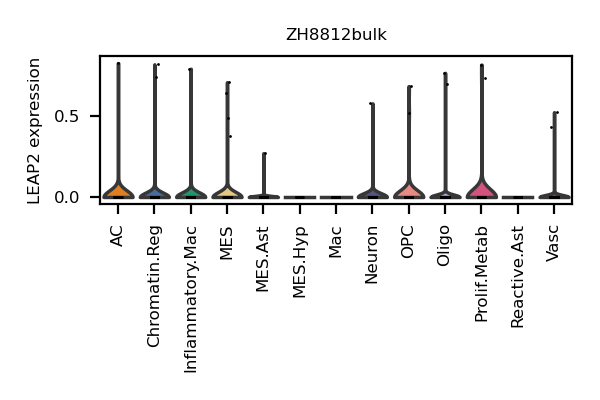 ZH8812bulk
LEAP2 expression
0.5
0.0
AC
Chromatin.Reg
Inflammatory.Mac
MES
MES.Ast
MES.Hyp
Mac
Neuron
OPC
Oligo
Prolif.Metab
Reactive.Ast
Vasc